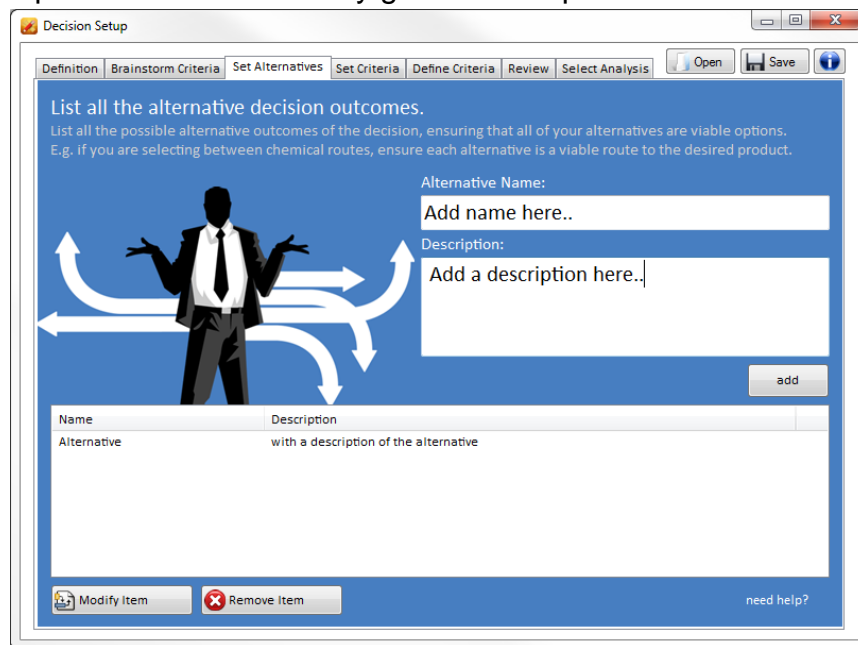 Decision Setup
Definition Brainstorm Criteria Set Alternatives Set Criteria Define Criteria Review Select Analysis Open Save
List all the alternative decision outcomes.
List all the possible alternative outcomes of the decision, ensuring that all of your alternatives are viable options.
E.g. if you are selecting between chemical routes, ensure each alternative is a viable route to the desired product.
Alternative Name:
Add name here..
Description:
Add a description here..
add
Name Description
Alternative with a description of the alternative
Modify Item Remove Item need help?